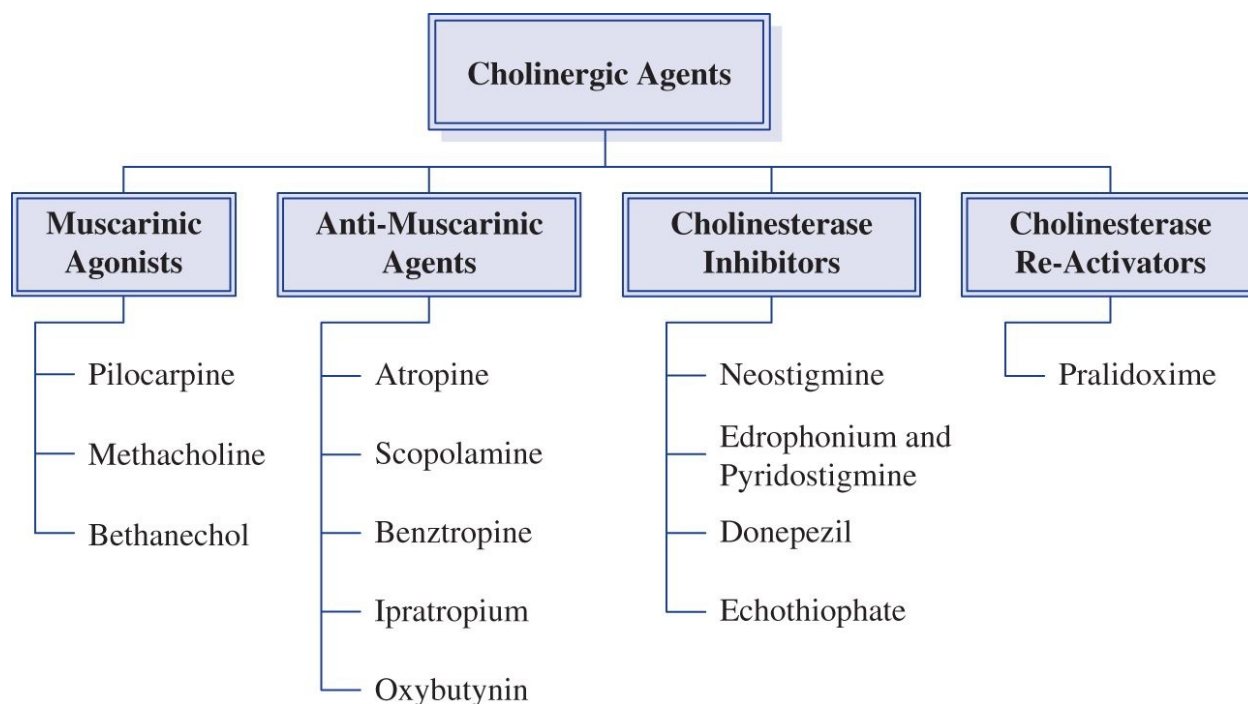 Cholinergic Agents
Muscarinic
Agonists
Pilocarpine
Methacholine
Bethanechol
Anti-Muscarinic
Agents
Atropine
Scopolamine
Benztropine
Ipratropium
Oxybutynin
Cholinesterase
Inhibitors
Neostigmine
Edrophonium and
Pyridostigmine
Donepezil
Echothiophate
Cholinesterase
Re-Activators
Pralidoxime